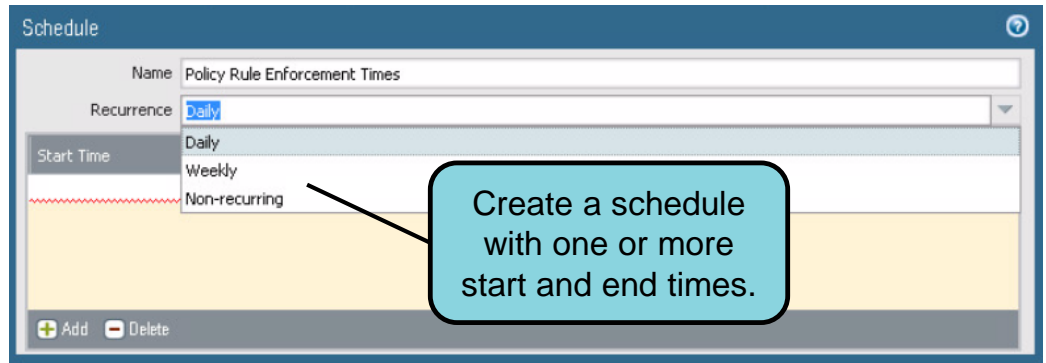 Schedule
Name Policy Rule Enforcement Times
Recurrence Daily
Start Time
Daily
Weekly
Non-recurring
Create a schedule
with one or more
start and end times.
Add Delete